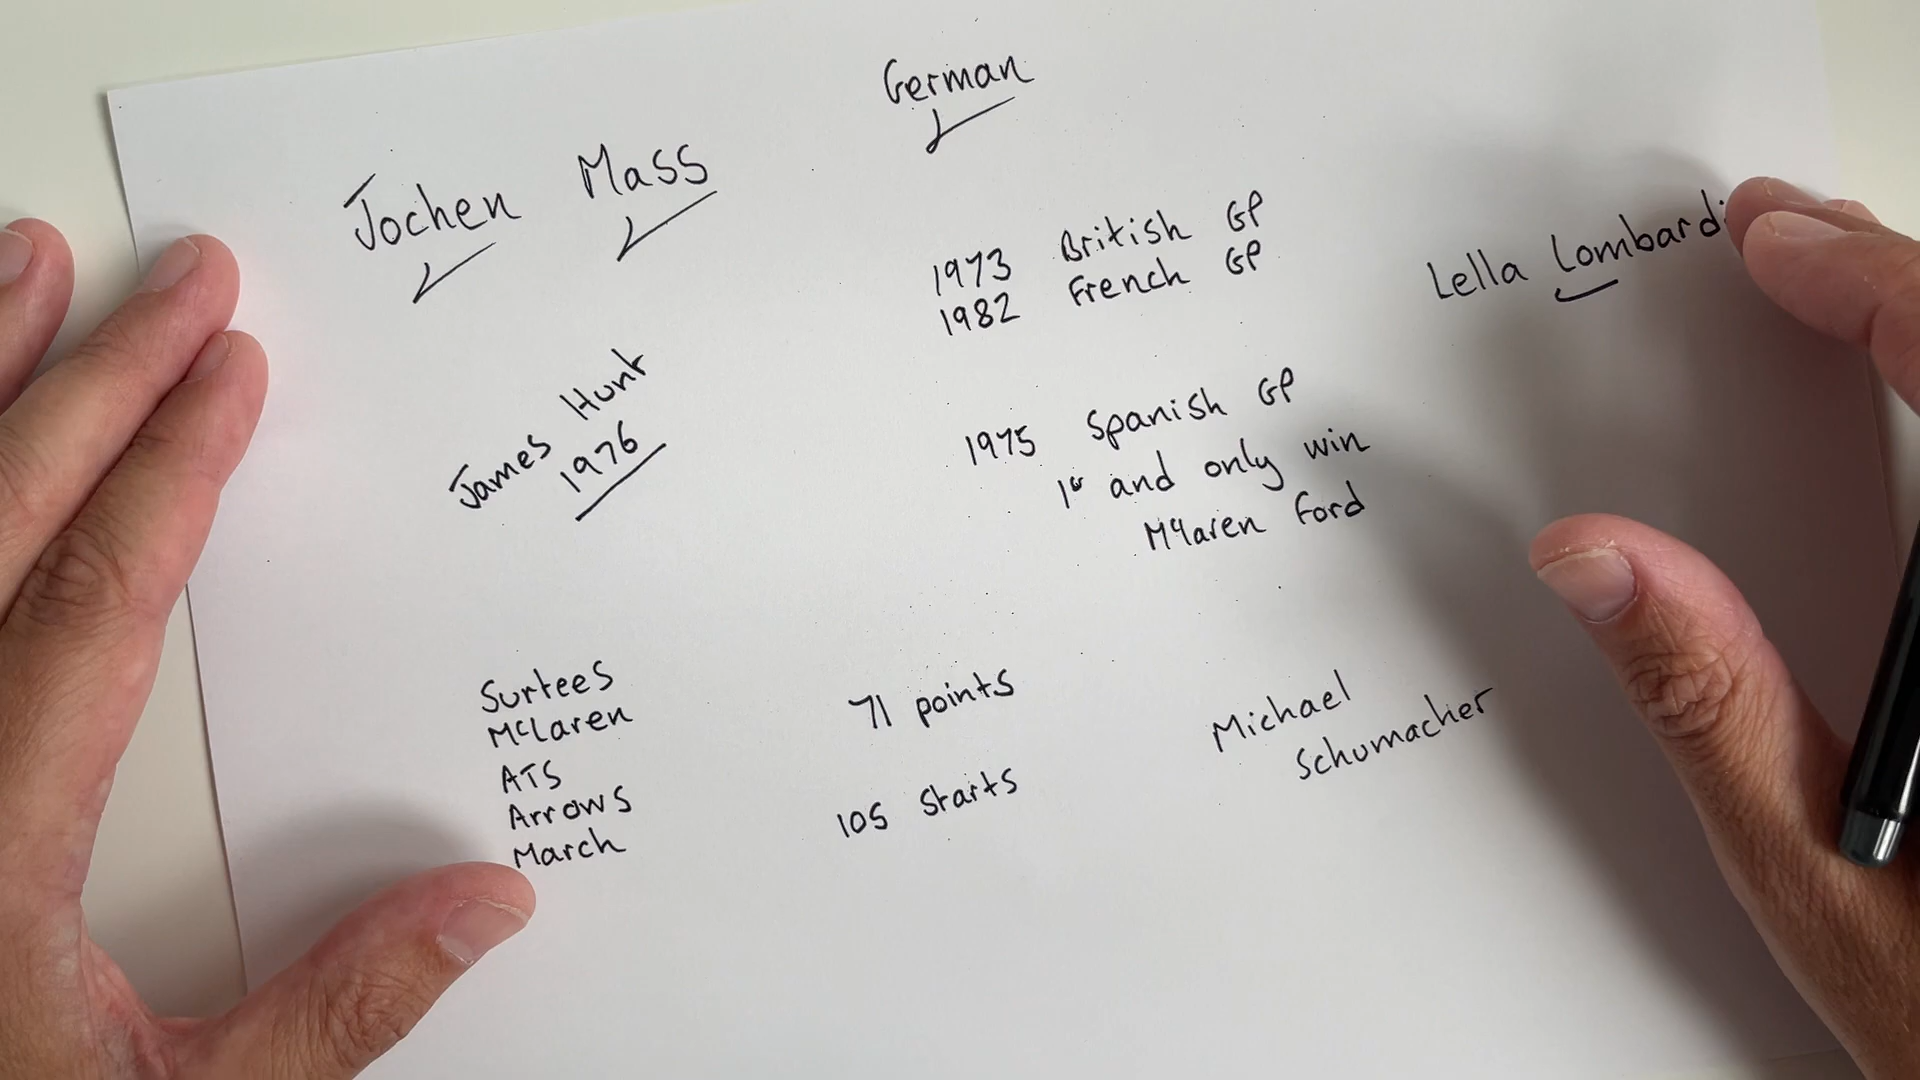 German
Jochen Mass
1973 British GP
1982 French GP
Lella Lombardi
James Hunt
1976
1975 Spanish GP
1st and only win
McLaren Ford
Surtees
McLaren
ATS
Arrows
March
71 points
105 Starts
Michael
Schumacher